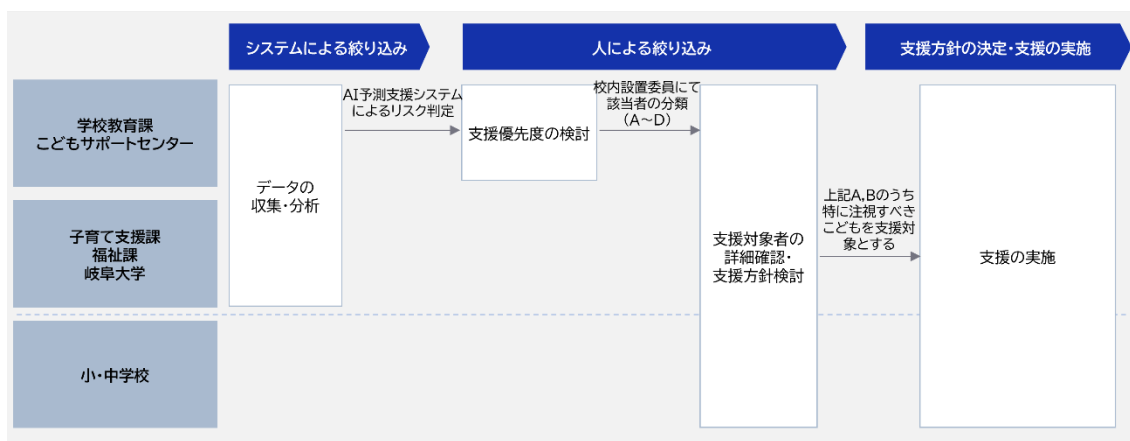 システムによる絞り込み
人による絞り込み
支援方針の決定・支援の実施
学校教育課
こどもサポートセンター
子育て支援課
福祉課
岐阜大学
小・中学校
データの
収集・分析
AI予測支援システム
によるリスク判定
支援優先度の検討
校内設置委員にて
該当者の分類
（A～D）
支援対象者の
詳細確認・
支援方針検討
上記A,Bのうち
特に注視すべき
こどもを支援対
象とする
支援の実施